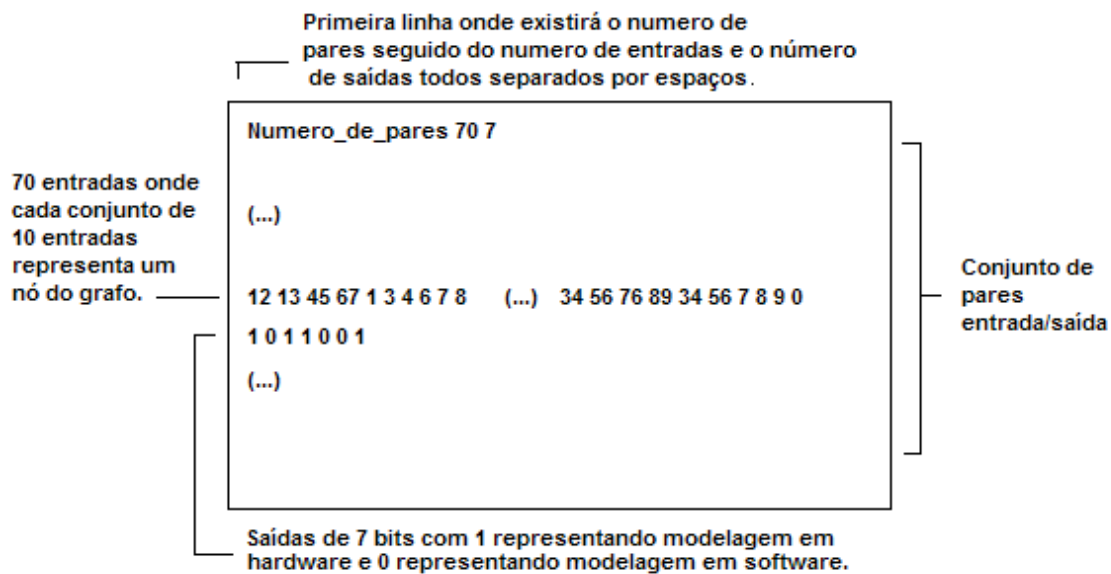 Primeira linha onde existirá o numero de
pares seguido do numero de entradas e o número
de saídas todos separados por espaços.
Numero_de_pares 70 7
70 entradas onde
cada conjunto de
10 entradas
representa um
nó do grafo.
(...)
12 13 45 67 1 3 4 6 7 8 (...) 34 56 76 89 34 56 7 8 9 0
1 0 1 1 0 0 1
(...)
Conjunto de
pares
entrada/saída
Saídas de 7 bits com 1 representando modelagem em
hardware e 0 representando modelagem em software.